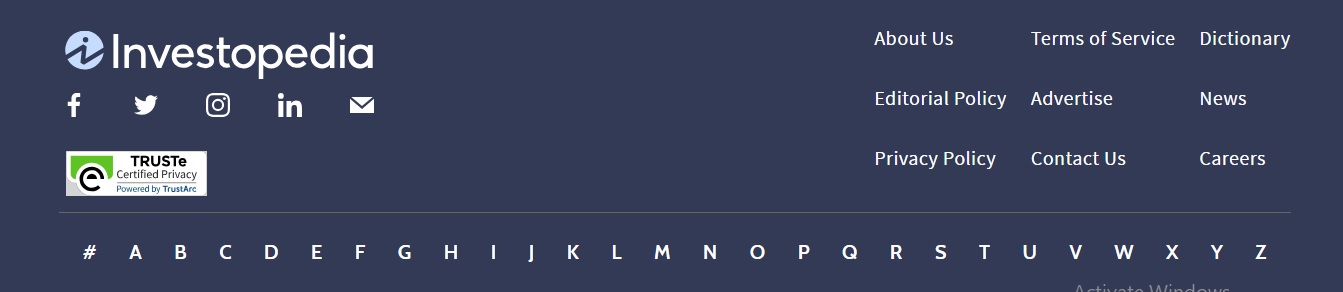 Investopedia
About Us Terms of Service Dictionary
Editorial Policy Advertise News
Privacy Policy Contact Us Careers
TRUSTe
Certified Privacy
Powered by TrustArc
# A B C D E F G H I J K L M N O P Q R S T U V W X Y Z
Activate Windows